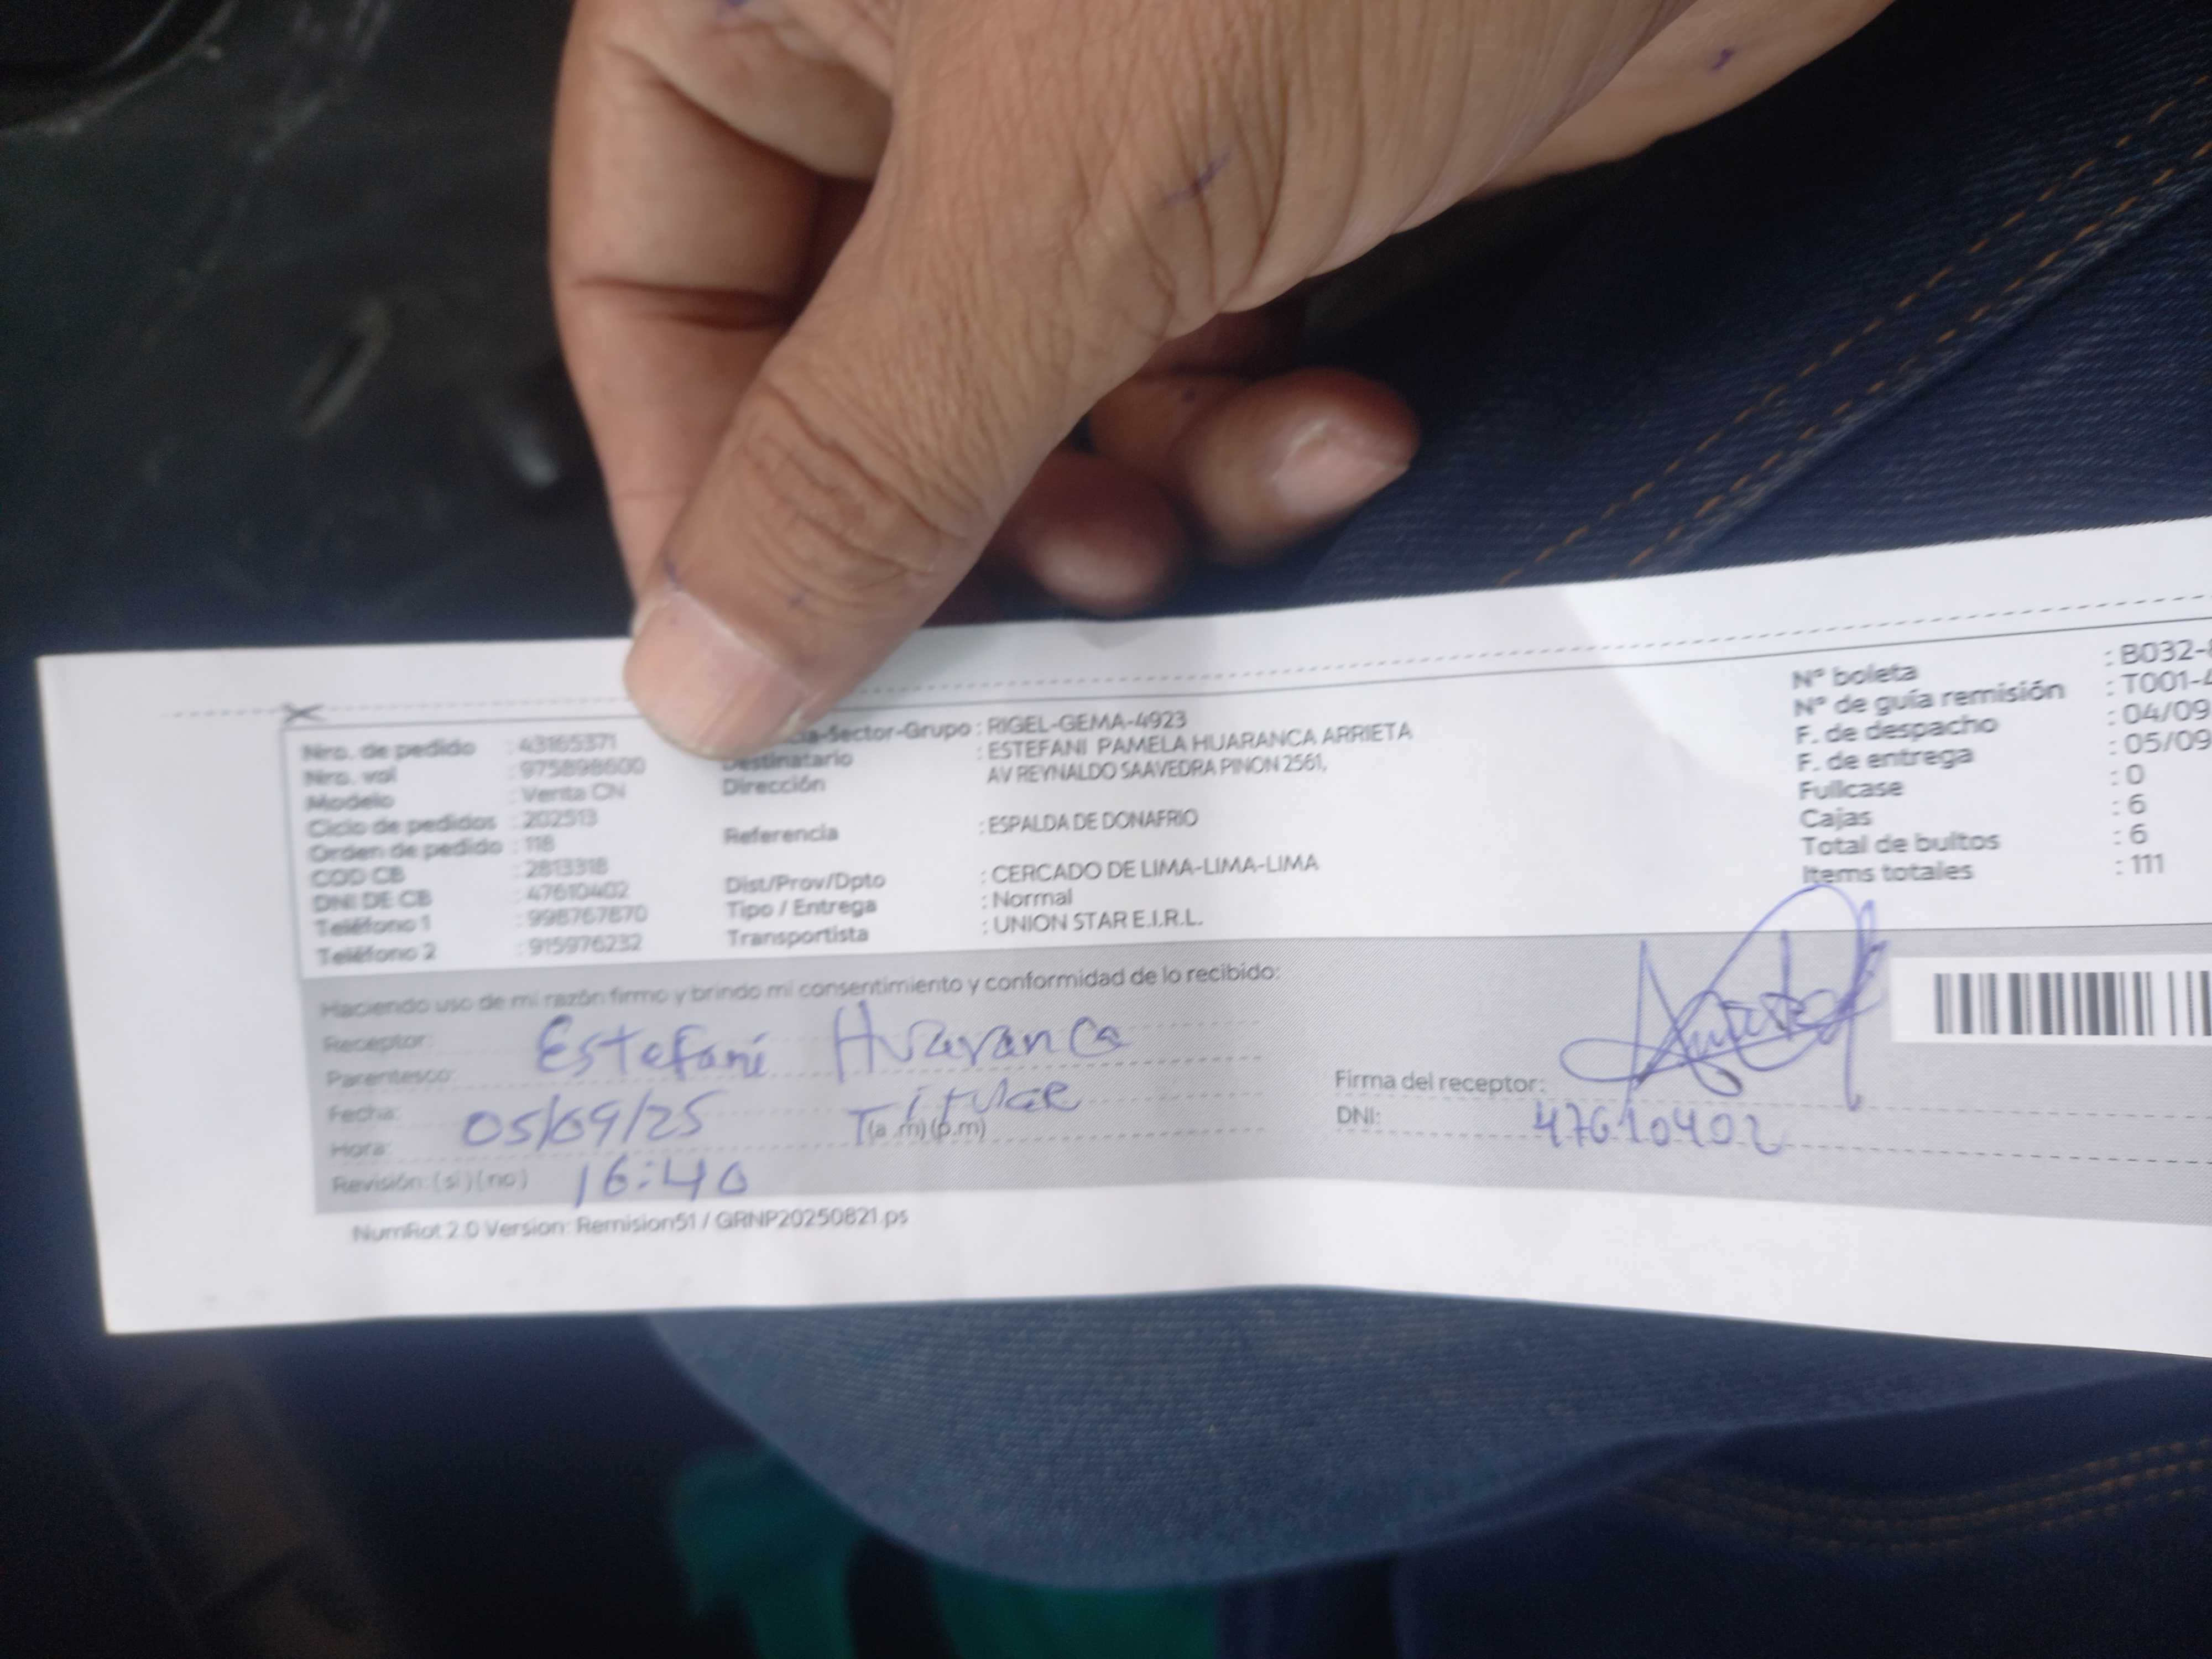 Nro. de pedido : 43165371
Nro. val : 975898600
Modelo : Venta CN
Ciclo de pedidos : 202513
Orden de pedido : 118
COD CB : 2813318
DNI DE CB : 47610402
Teléfono 1 : 998767870
Teléfono 2 : 915976232
ia-Sector-Grupo : RIGEL-GEMA-4923
Destinatario : ESTEFANI PAMELA HUARANCA ARRIETA
Dirección AV REYNALDO SAAVEDRA PINON 2561,
Referencia : ESPALDA DE DONAFRIO
Dist/Prov/Dpto : CERCADO DE LIMA-LIMA-LIMA
Tipo / Entrega : Normal
Transportista : UNION STAR E.I.R.L.
N° boleta : B032-
N° de guía remisión : T001-4
F. de despacho : 04/09
F. de entrega : 05/09
Fullcase : 0
Cajas : 6
Total de bultos : 6
Items totales : 111
Haciendo uso de mi razón firmo y brindo mi consentimiento y conformidad de lo recibido:
Receptor: Estefani Huaranca
Parentesco: Titular
Fecha: 05/09/25
Hora: (a.m) (p.m)
Revisión: (si) (no) 16:40
Firma del receptor:
DNI: 47610402
NumRot 2.0 Version: Remision51 / GRNP20250821.ps